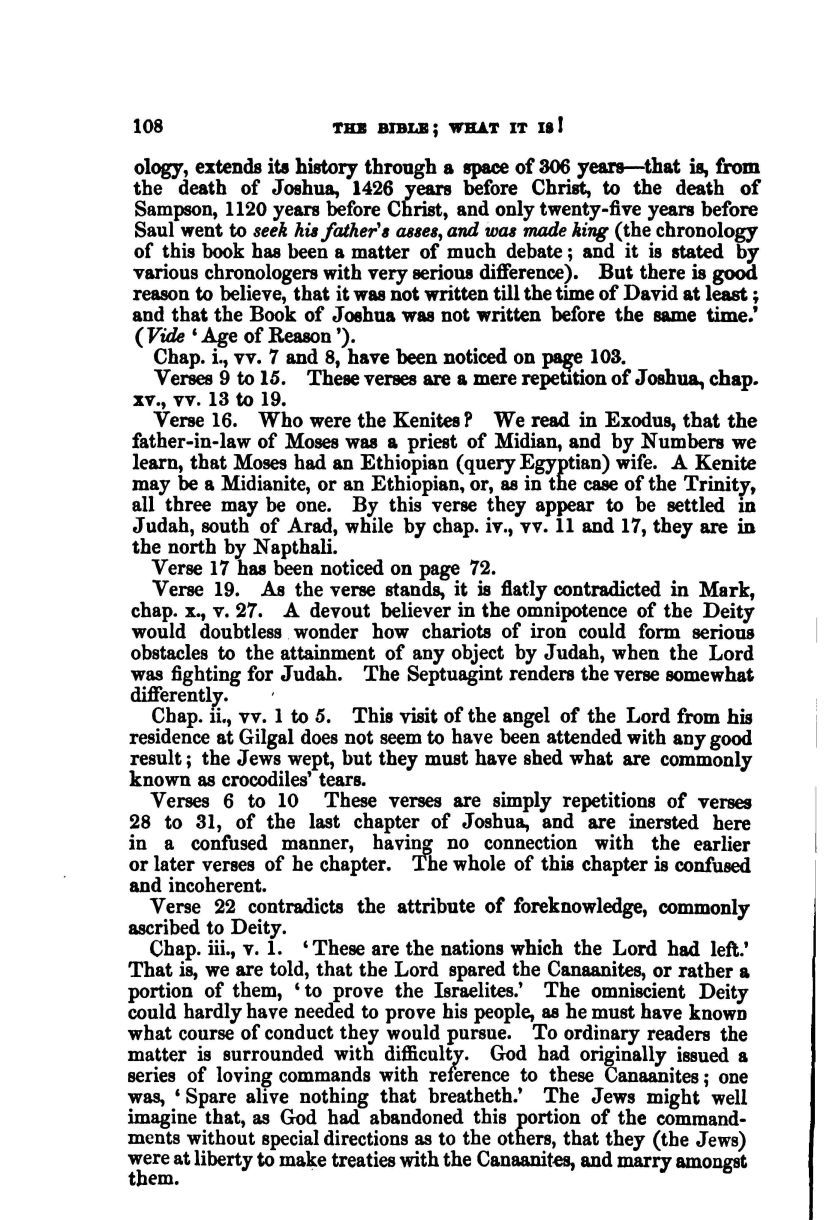 108 THE BIBLE; WHAT IT IS!
ology, extends its history through a space of 306 years—that is, from
the death of Joshua, 1426 years before Christ, to the death of
Sampson, 1120 years before Christ, and only twenty-five years before
Saul went to seek his father's asses, and was made king (the chronology
of this book has been a matter of much debate; and it is stated by
various chronologers with very serious difference). But there is good
reason to believe, that it was not written till the time of David at least;
and that the Book of Joshua was not written before the same time.'
(Vide 'Age of Reason').
Chap. i., vv. 7 and 8, have been noticed on page 103.
Verses 9 to 15. These verses are a mere repetition of Joshua, chap.
xv., vv. 13 to 19.
Verse 16. Who were the Kenites? We read in Exodus, that the
father-in-law of Moses was a priest of Midian, and by Numbers we
learn, that Moses had an Ethiopian (query Egyptian) wife. A Kenite
may be a Midianite, or an Ethiopian, or, as in the case of the Trinity,
all three may be one. By this verse they appear to be settled in
Judah, south of Arad, while by chap. iv., vv. 11 and 17, they are in
the north by Napthali.
Verse 17 has been noticed on page 72.
Verse 19. As the verse stands, it is flatly contradicted in Mark,
chap. x., v. 27. A devout believer in the omnipotence of the Deity
would doubtless wonder how chariots of iron could form serious
obstacles to the attainment of any object by Judah, when the Lord
was fighting for Judah. The Septuagint renders the verse somewhat
differently.
Chap. ii., vv. 1 to 5. This visit of the angel of the Lord from his
residence at Gilgal does not seem to have been attended with any good
result; the Jews wept, but they must have shed what are commonly
known as crocodiles' tears.
Verses 6 to 10 These verses are simply repetitions of verses
28 to 31, of the last chapter of Joshua, and are inersted here
in a confused manner, having no connection with the earlier
or later verses of he chapter. The whole of this chapter is confused
and incoherent.
Verse 22 contradicts the attribute of foreknowledge, commonly
ascribed to Deity.
Chap. iii., v. 1. 'These are the nations which the Lord had left.'
That is, we are told, that the Lord spared the Canaanites, or rather a
portion of them, 'to prove the Israelites.' The omniscient Deity
could hardly have needed to prove his people, as he must have known
what course of conduct they would pursue. To ordinary readers the
matter is surrounded with difficulty. God had originally issued a
series of loving commands with reference to these Canaanites; one
was, 'Spare alive nothing that breatheth.' The Jews might well
imagine that, as God had abandoned this portion of the command-
ments without special directions as to the others, that they (the Jews)
were at liberty to make treaties with the Canaanites, and marry amongst
them.